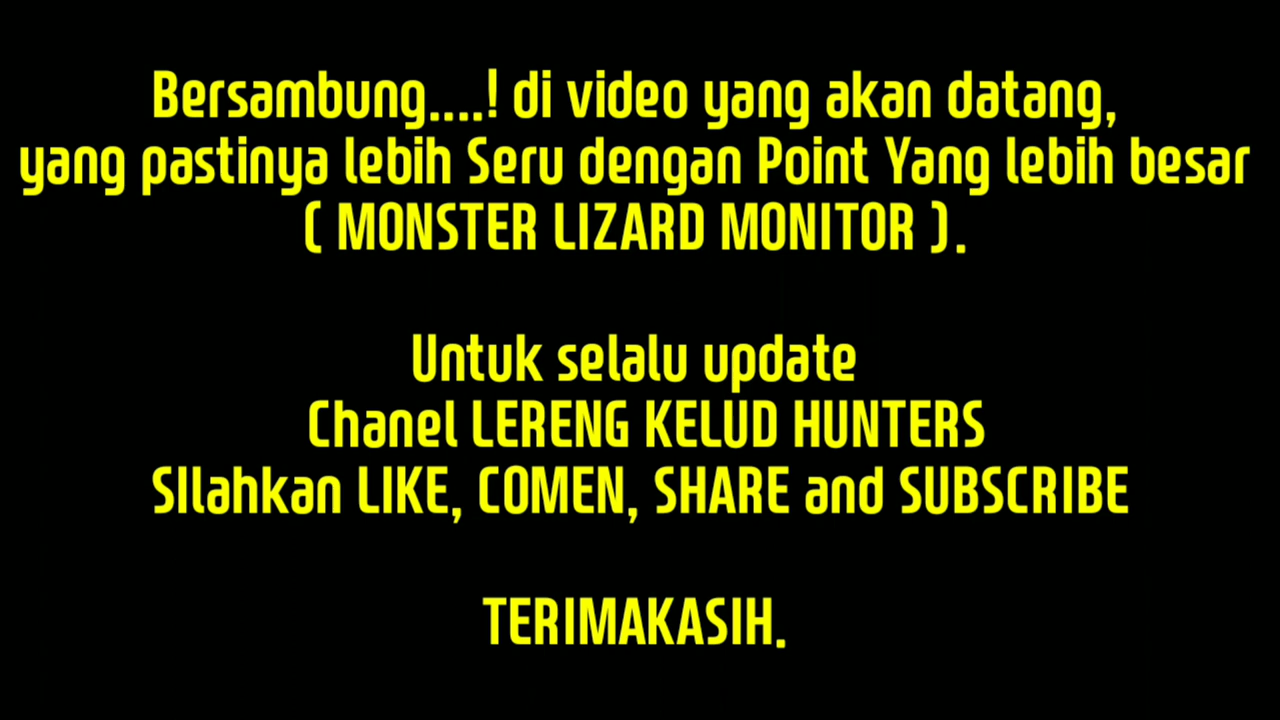 Bersambung....! di video yang akan datang,
yang pastinya lebih Seru dengan Point Yang lebih besar
( MONSTER LIZARD MONITOR ).
Untuk selalu update
Chanel LERENG KELUD HUNTERS
SIlahkan LIKE, COMEN, SHARE and SUBSCRIBE
TERIMAKASIH.